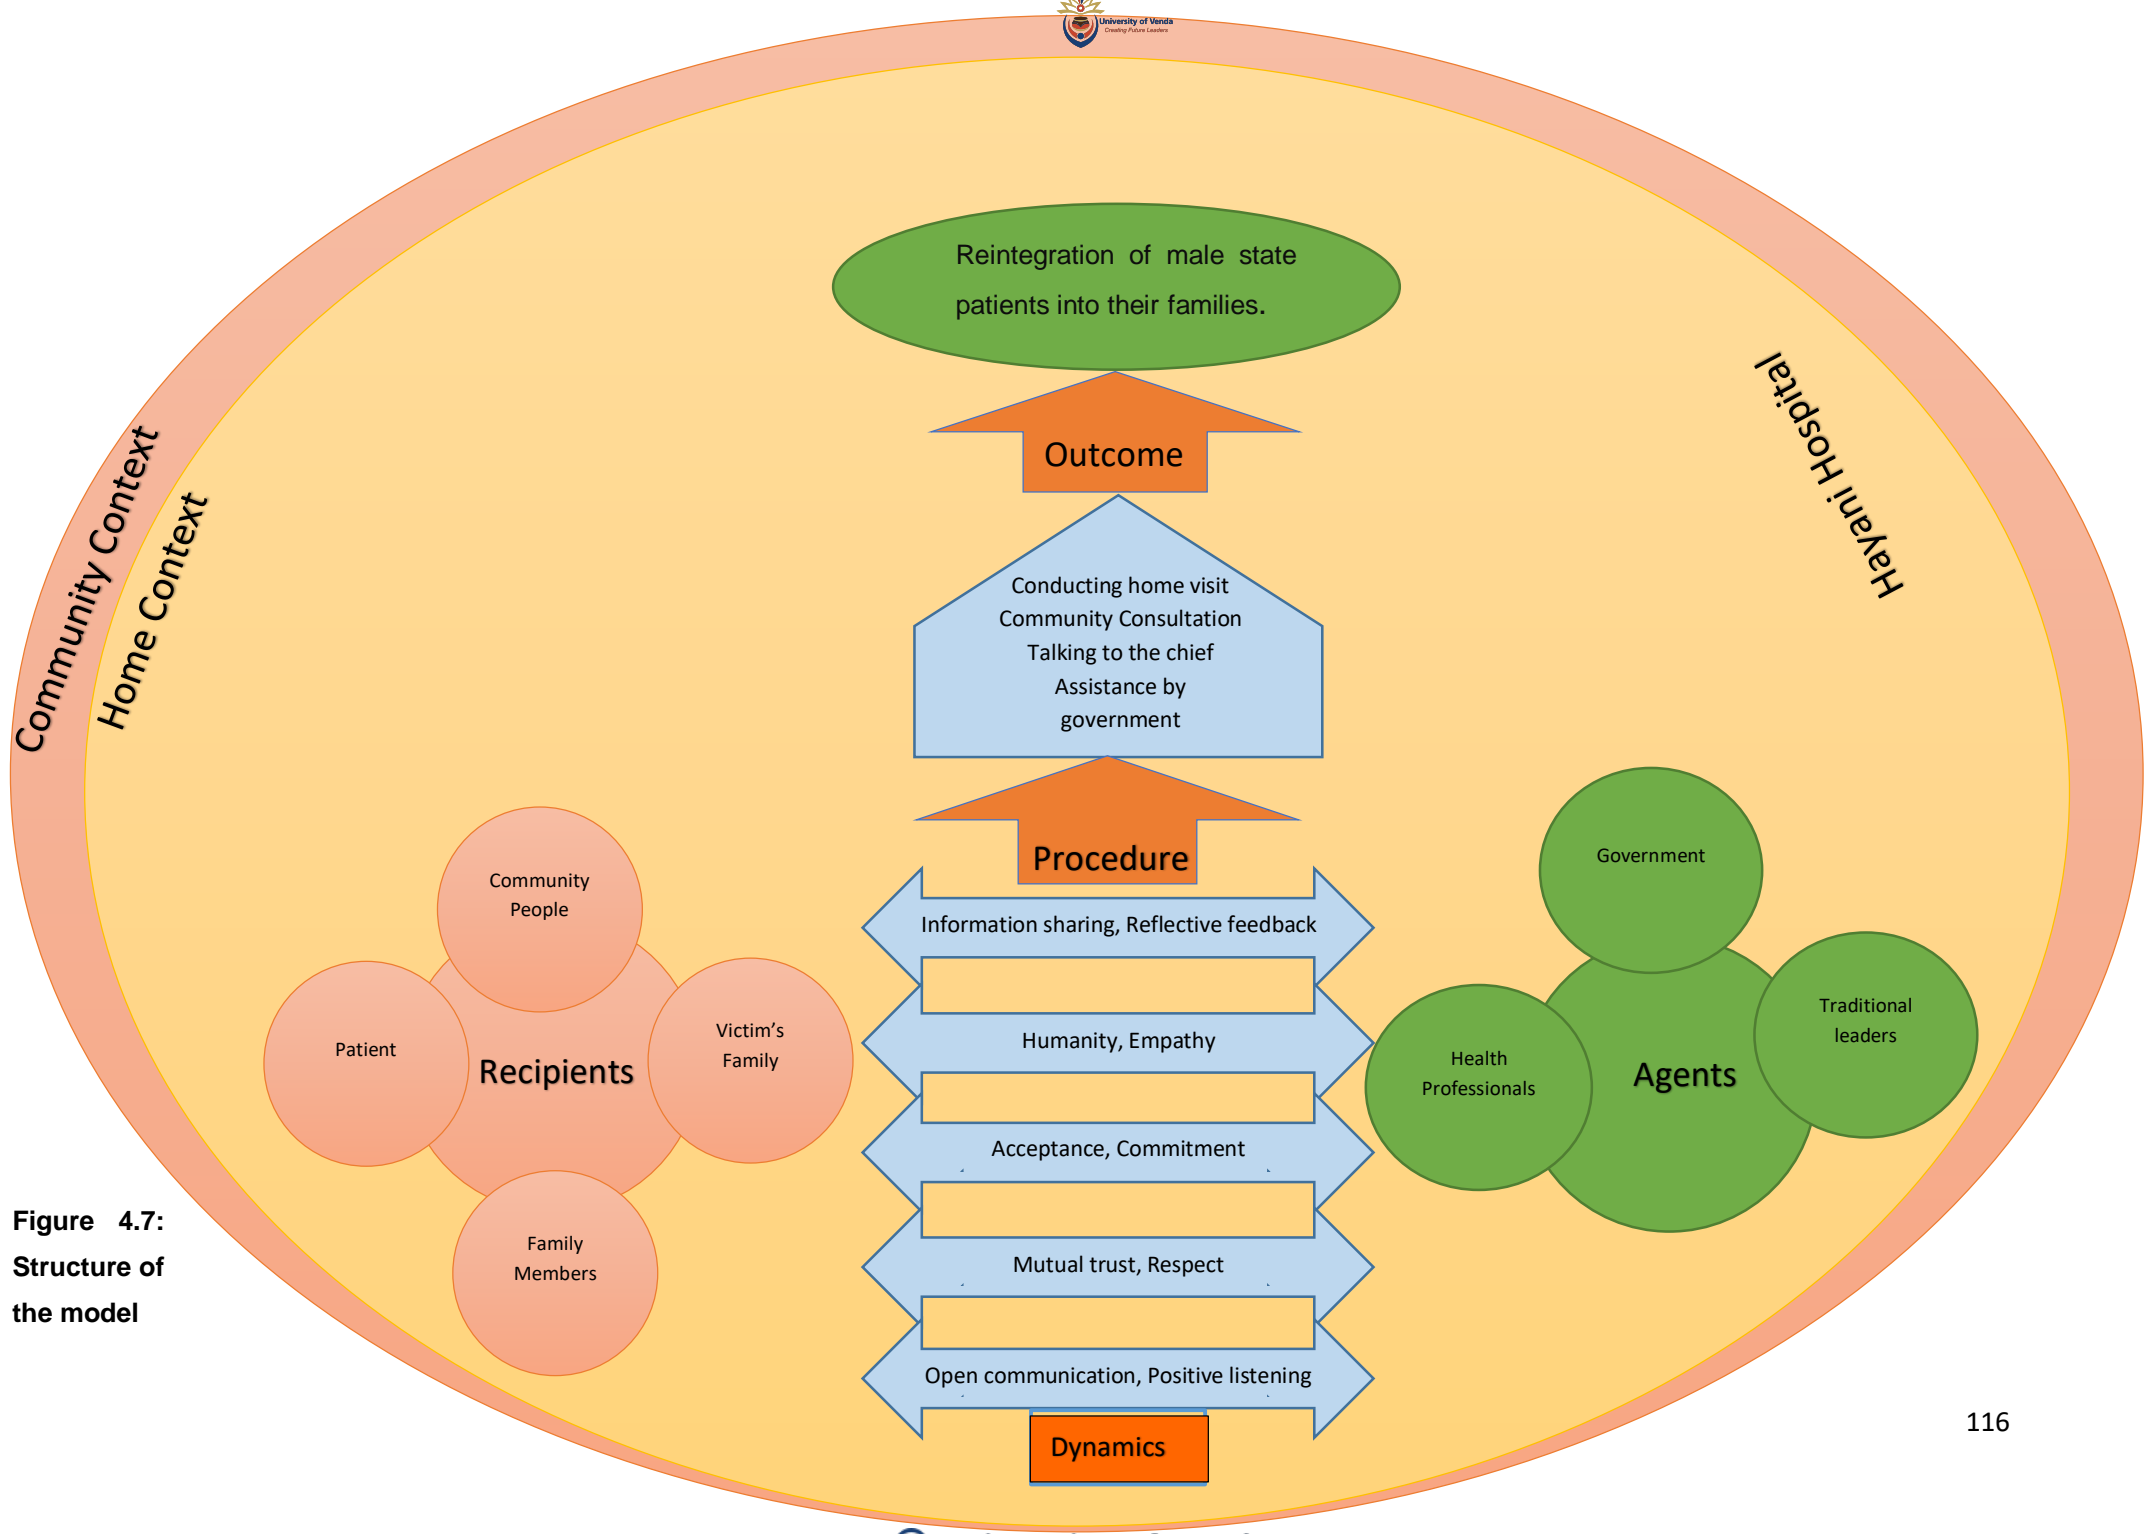 University of Venda
Creating Future Leaders
Reintegration of male state
patients into their families.
Hayani Hospital
Community Context
Home Context
Outcome
Conducting home visit
Community Consultation
Talking to the chief
Assistance by
government
Procedure
Information sharing, Reflective feedback
Humanity, Empathy
Acceptance, Commitment
Mutual trust, Respect
Open communication, Positive listening
Dynamics
Community
People
Patient
Recipients
Victim's
Family
Family
Members
Government
Traditional
leaders
Health
Professionals
Agents
Figure 4.7:
Structure of
the model
116